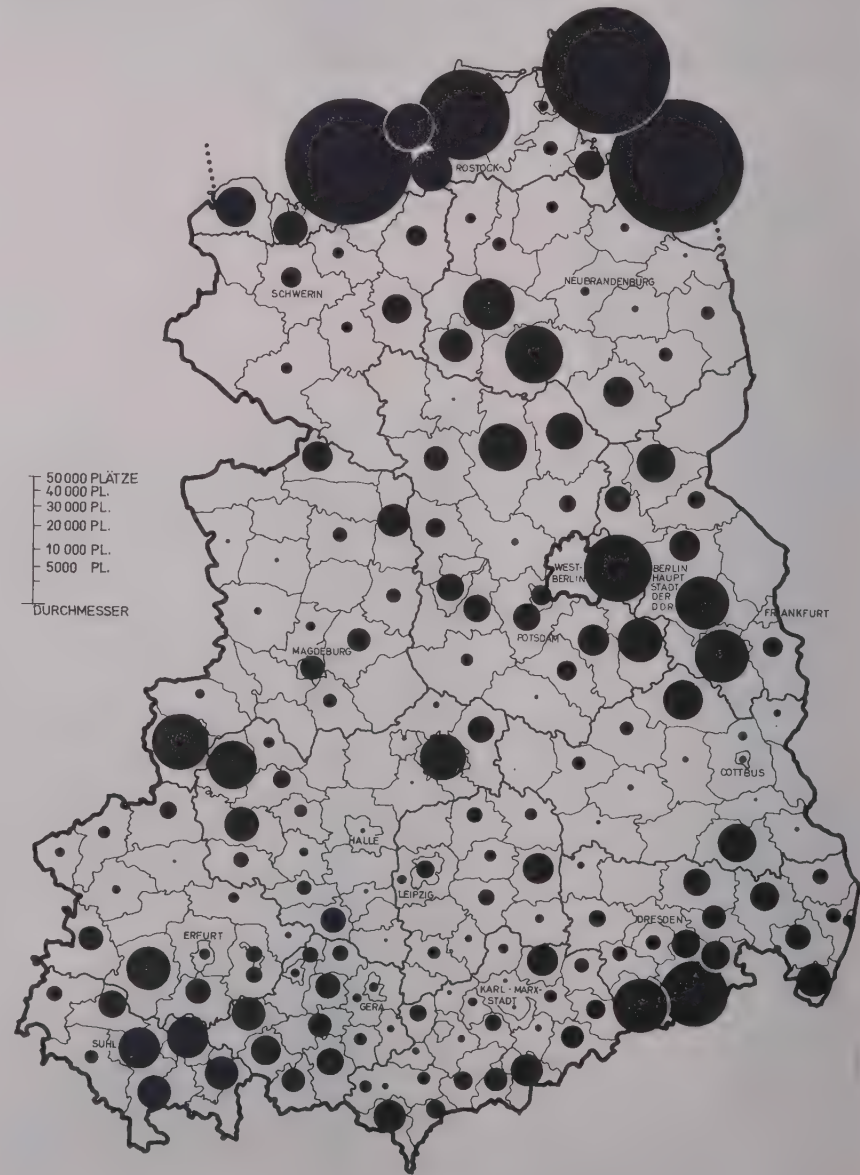 ROSTOCK
SCHWERIN
NEUBRANDENBURG
50 000 PLÄTZE
40 000 PL.
30 000 PL.
20 000 PL.
10 000 PL.
5000 PL.
DURCHMESSER
WEST-
BERLIN
BERLIN
HAUPT
STADT
DER
DDR
FRANKFURT
POTSDAM
MAGDEBURG
COTTBUS
HALLE
LEIPZIG
DRESDEN
ERFURT
KARL-MARX-
STADT
GERA
SUHL